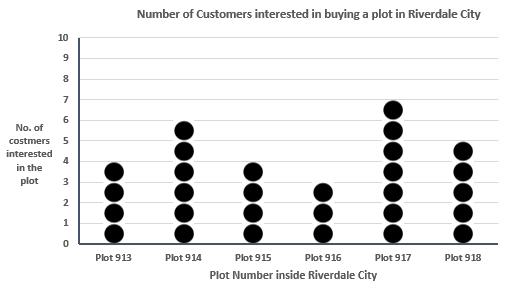 Number of Customers interested in buying a plot in Riverdale City
10
9
8
7
6
5
4
3
2
1
0
No. of
costmers
interested
in the
plot
Plot 913 Plot 914 Plot 915 Plot 916 Plot 917 Plot 918
Plot Number inside Riverdale City